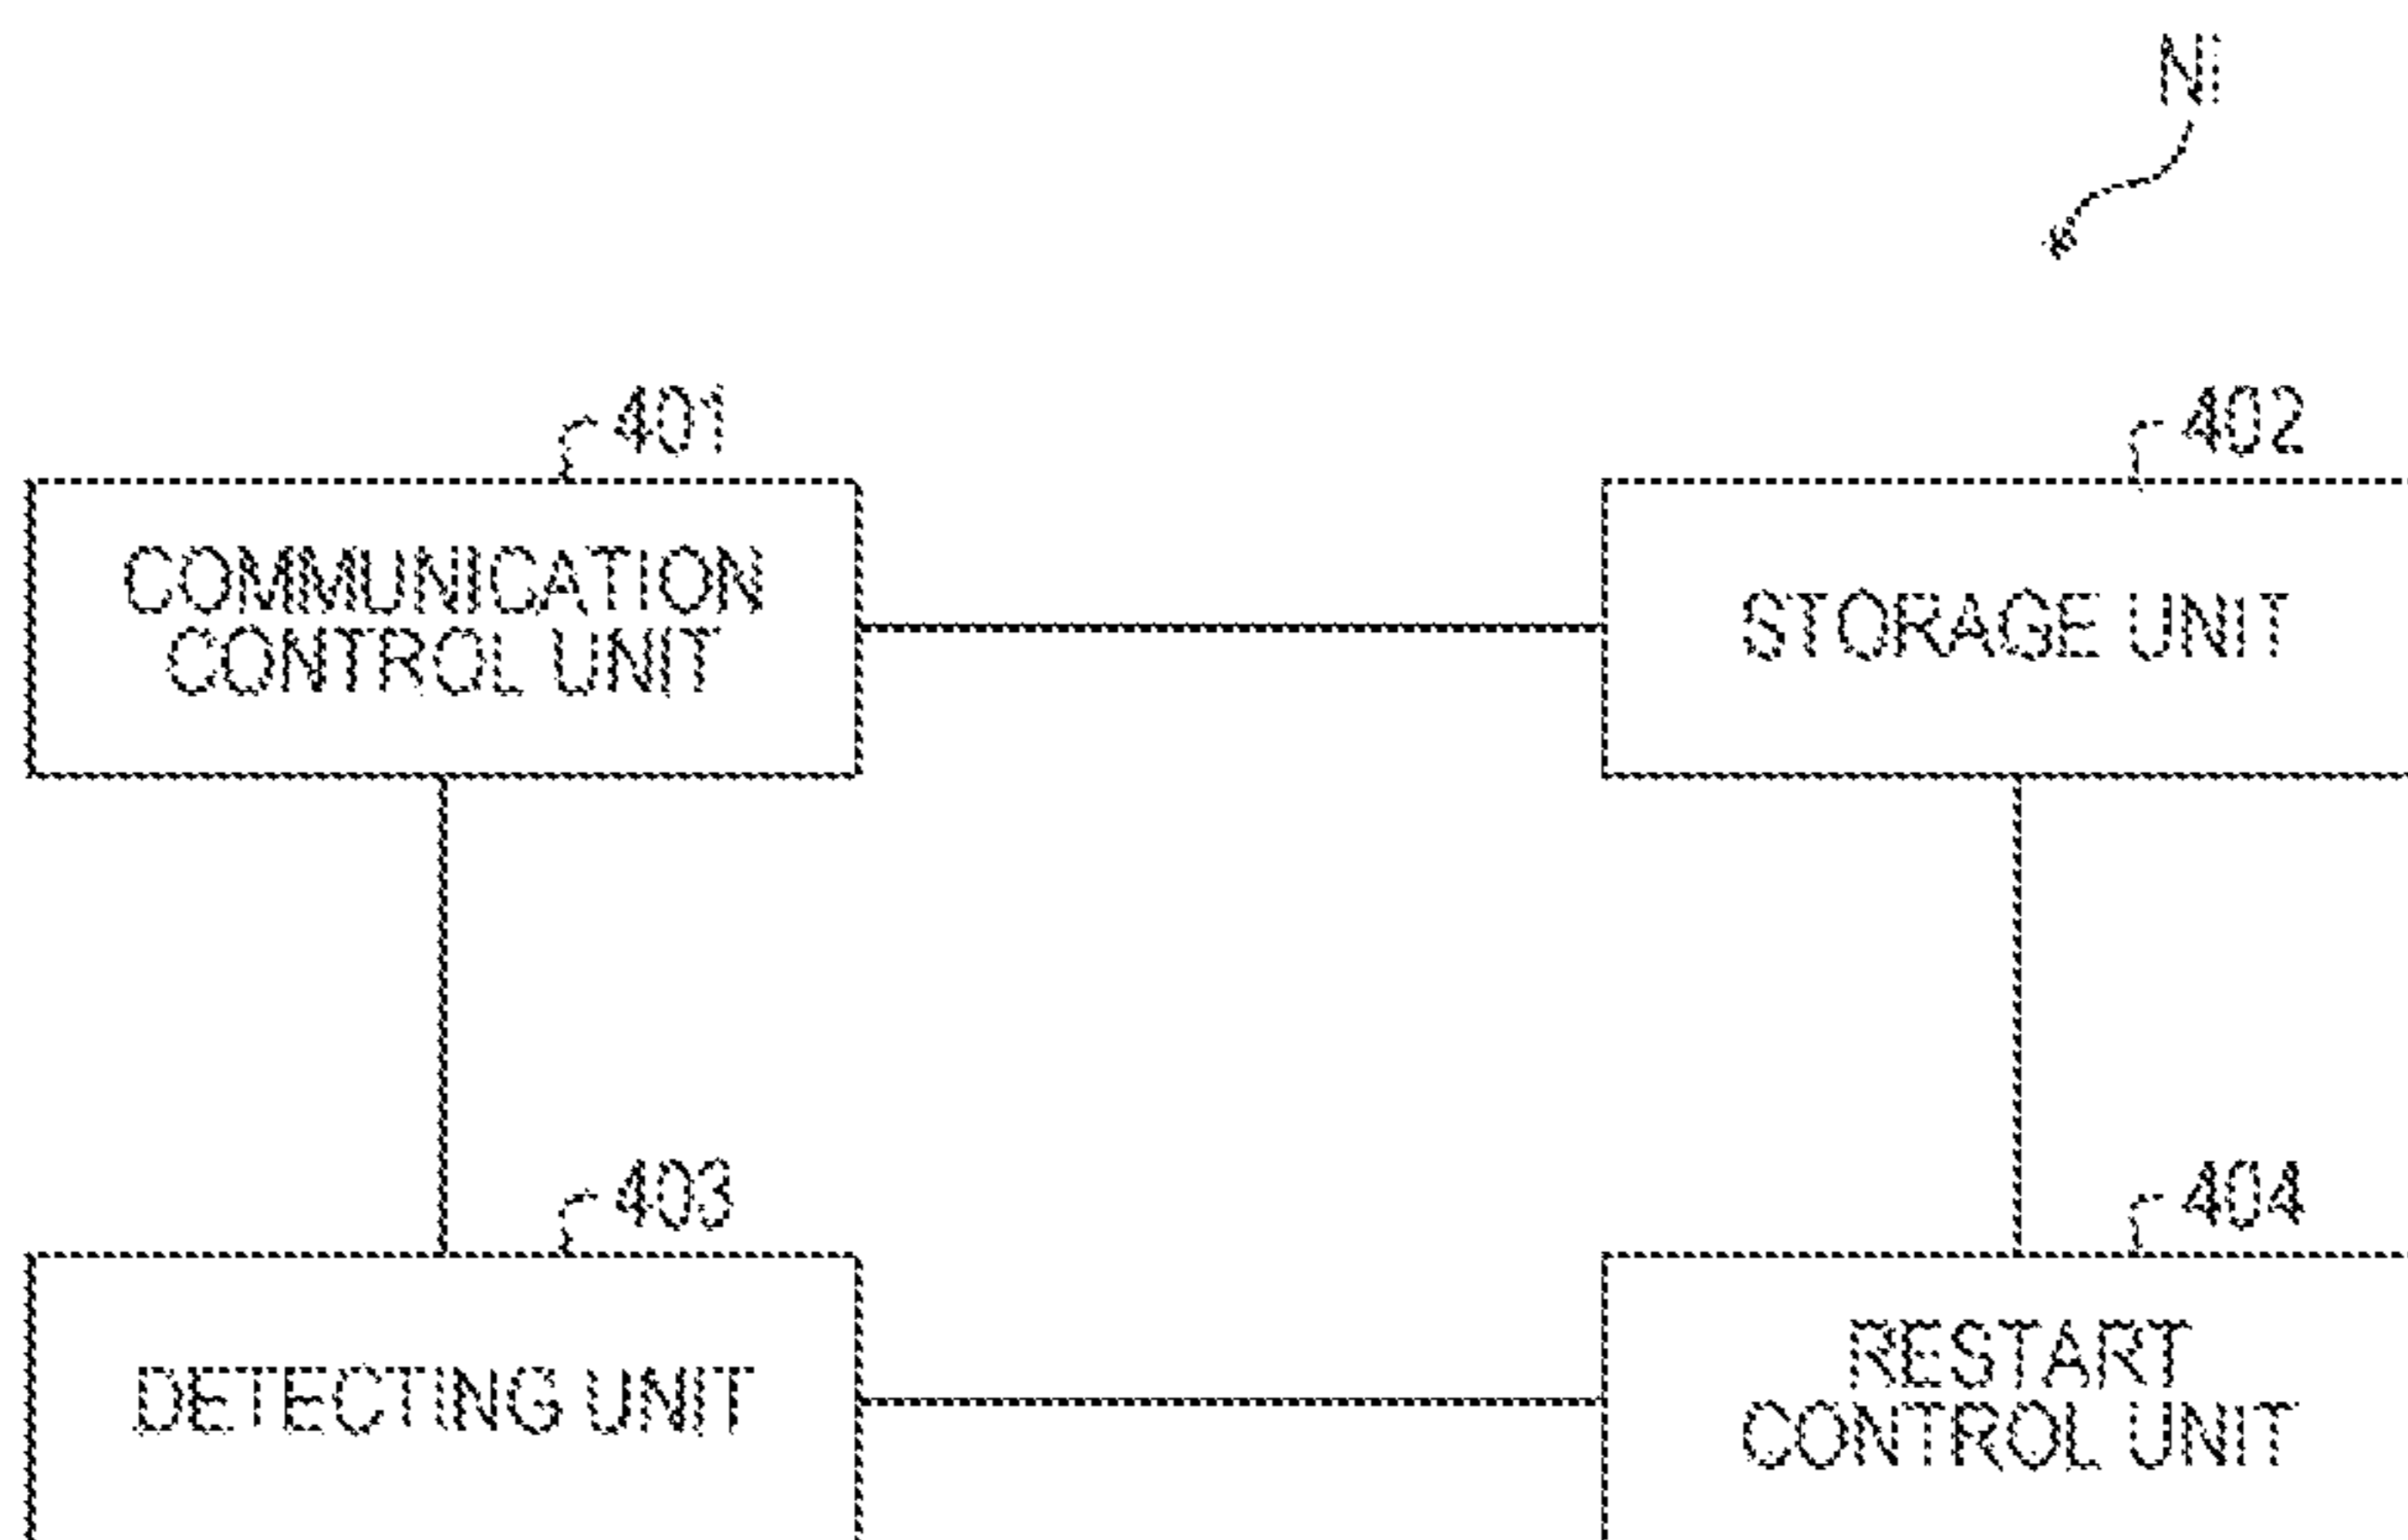 Ni
401
402
COMMUNICATION
CONTROL UNIT
STORAGE UNIT
403
404
DETECTING UNIT
RESTART
CONTROL UNIT